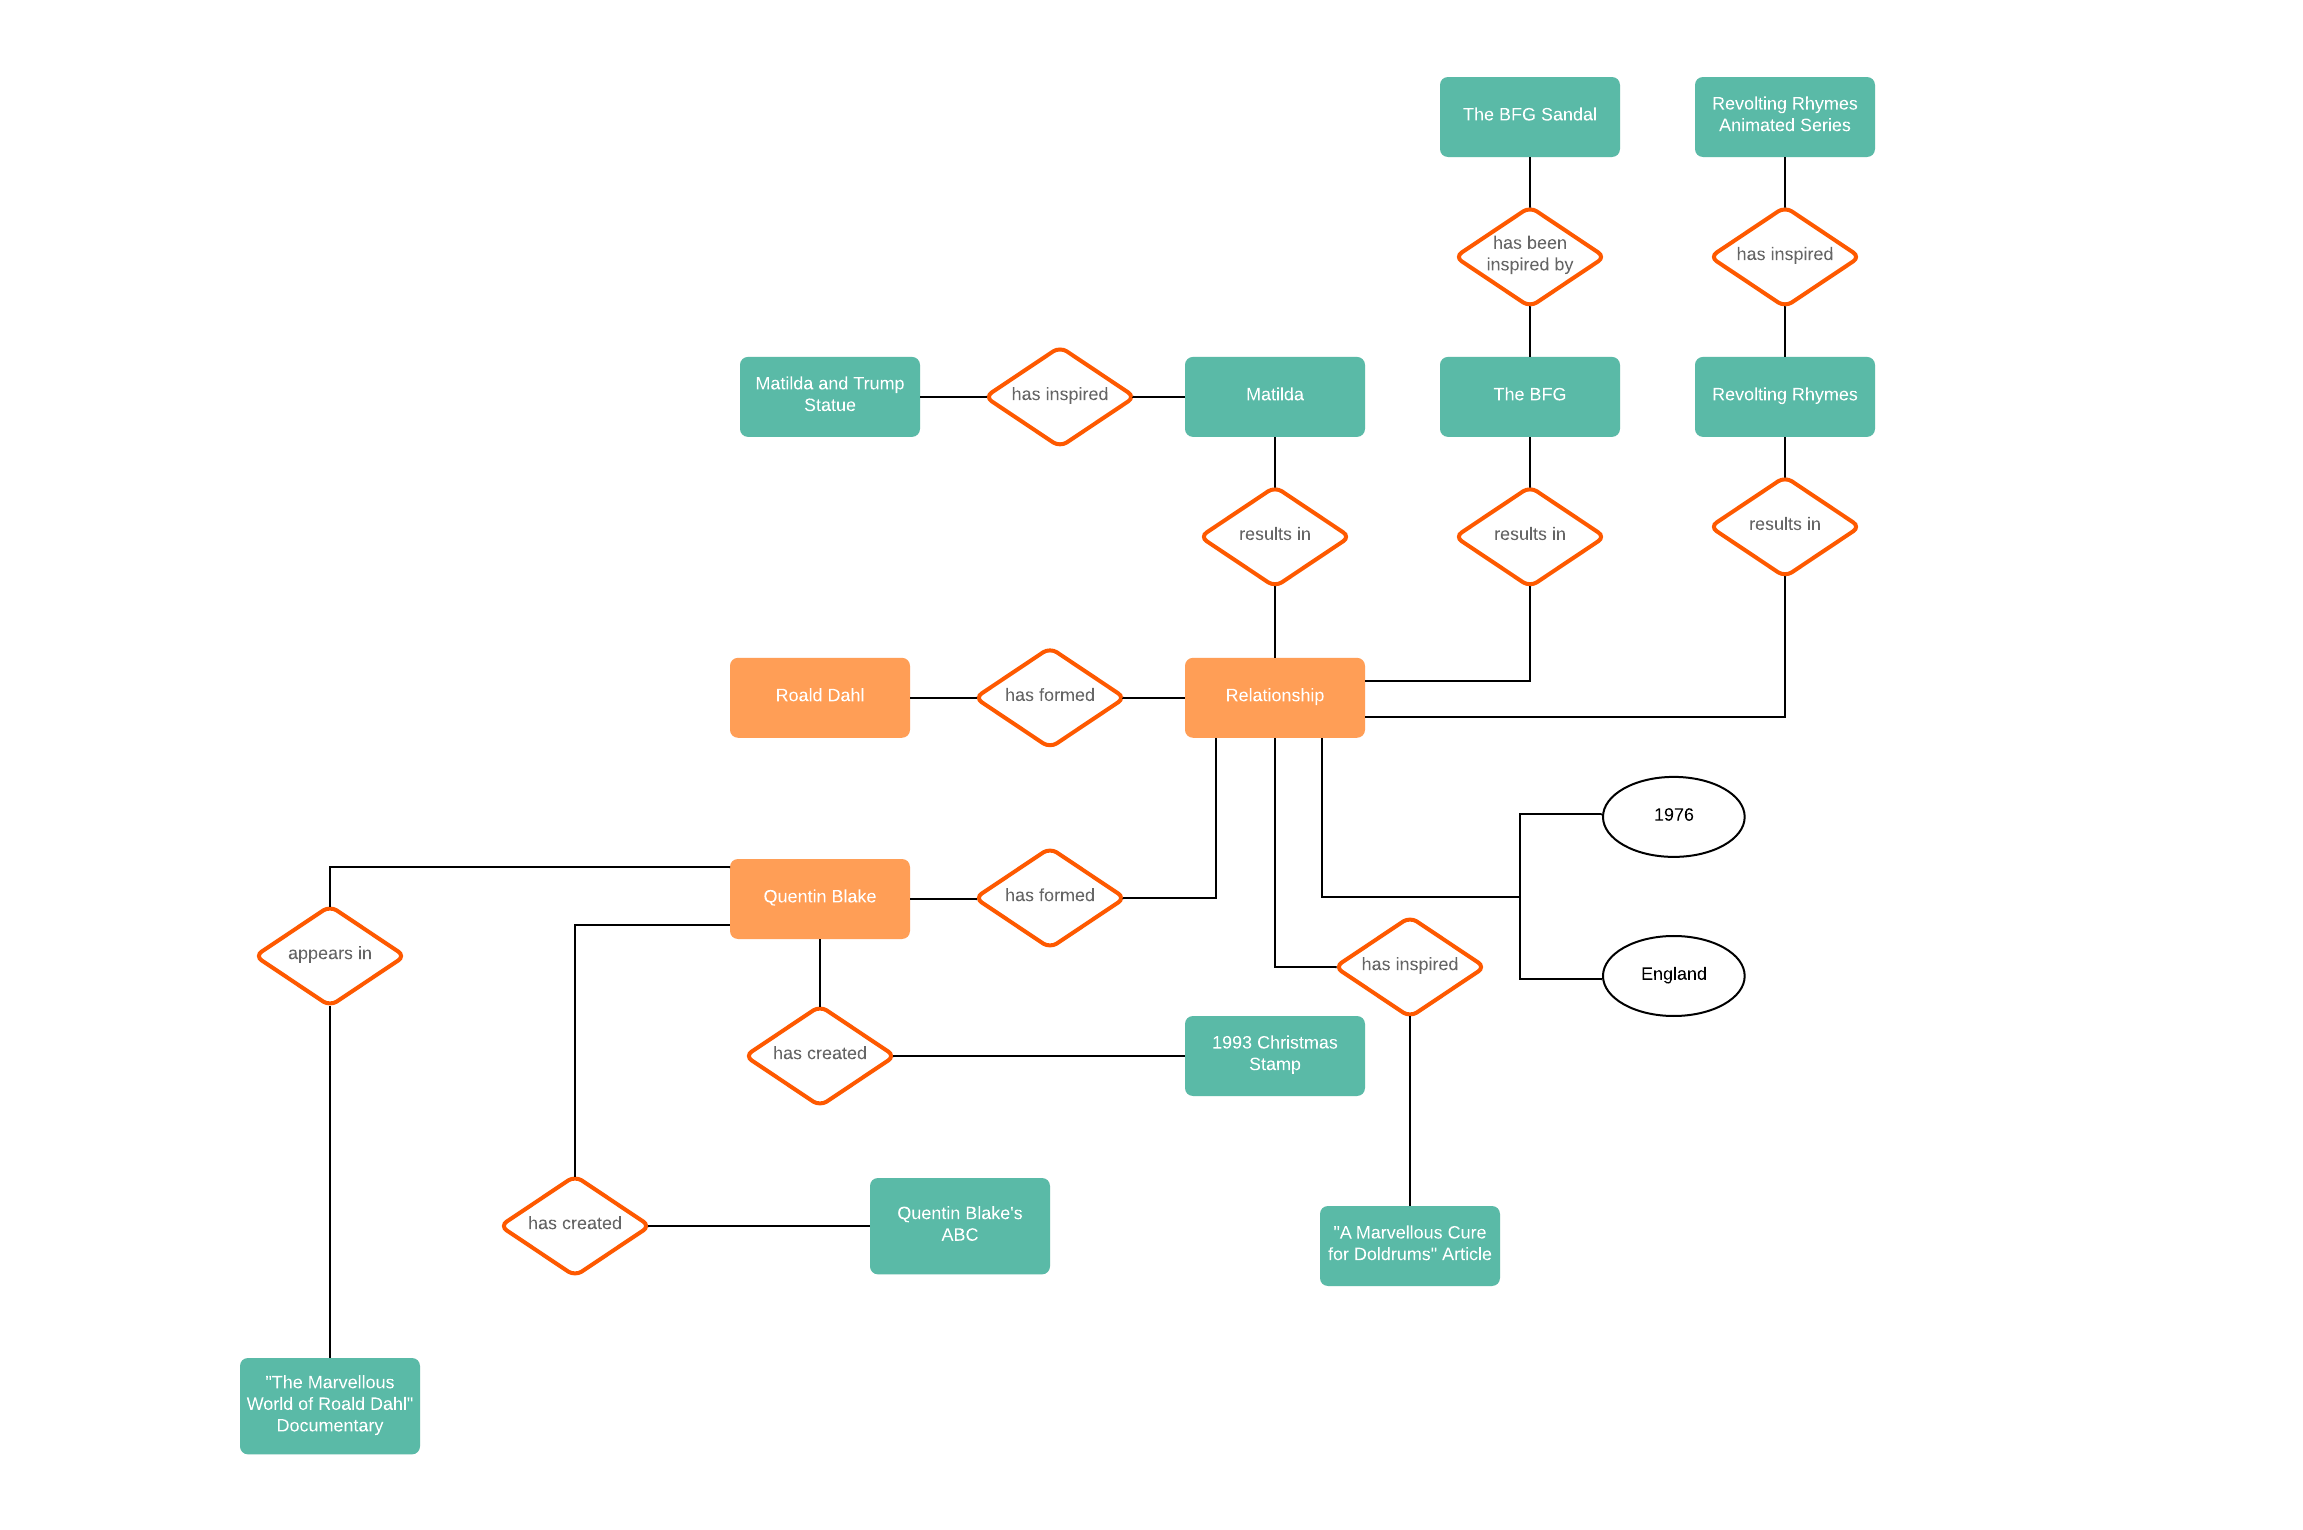 The BFG Sandal
Revolting Rhymes
Animated Series
has been
inspired by
has inspired
Matilda and Trump
Statue
has inspired
Matilda
The BFG
Revolting Rhymes
results in
results in
results in
Roald Dahl
has formed
Relationship
1976
Quentin Blake
has formed
appears in
has inspired
England
has created
1993 Christmas
Stamp
has created
Quentin Blake's
ABC
"A Marvellous Cure
for Doldrums" Article
"The Marvellous
World of Roald Dahl"
Documentary